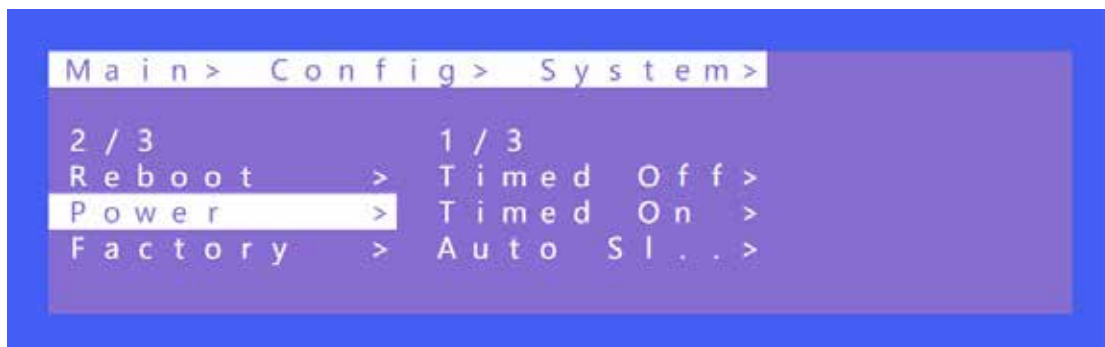 Main> Config> System>
2/3 1/3
Reboot > Timed Off>
Power > Timed On >
Factory > Auto Sl..>